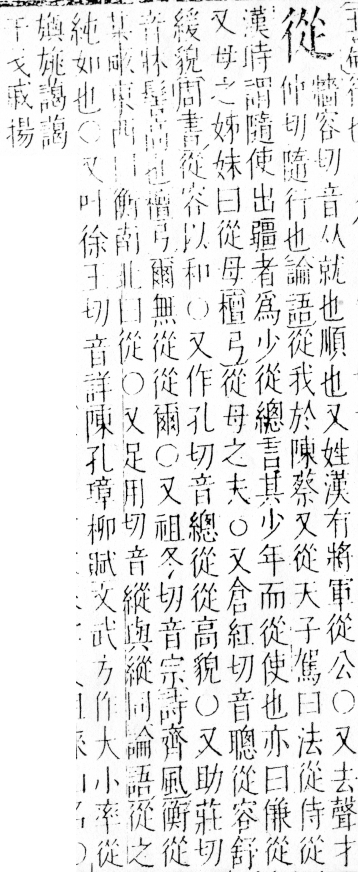 從
牆容切音从就也順也又姓漢有將軍從公○又去聲才
仲切隨行也論語從我於陳蔡又從天子駕曰法從侍從
漢時謂隨使出疆者爲少從總言其少年而從使也亦曰傔從
又母之姊妹曰從母檀弓從母之夫○又倉紅切音聰從容舒
緩貌周書從容以和○又作孔切音總從從高貌○又助莊切
音牀髻高也檀弓爾無從從爾○又祖冬切音宗詩齊風衡從
其畝東西曰衡南北曰從○又足用切音縱與縱同論語從之
純如也○又叶徐王切音詳陳孔璋柳賦文武方作大小率從
旟旐藹藹
干戈戚揚